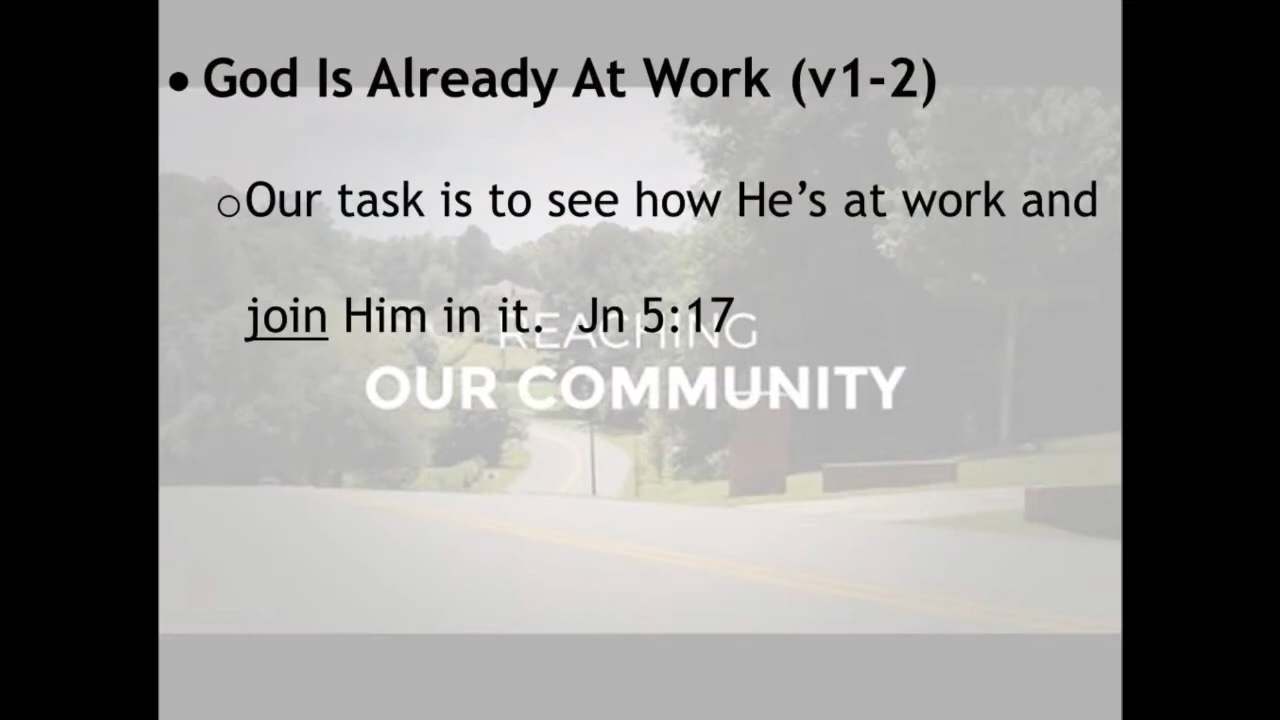 • God Is Already At Work (v1-2)
oOur task is to see how He’s at work and
join Him in it. Jn 5:17
REACHING
OUR COMMUNITY